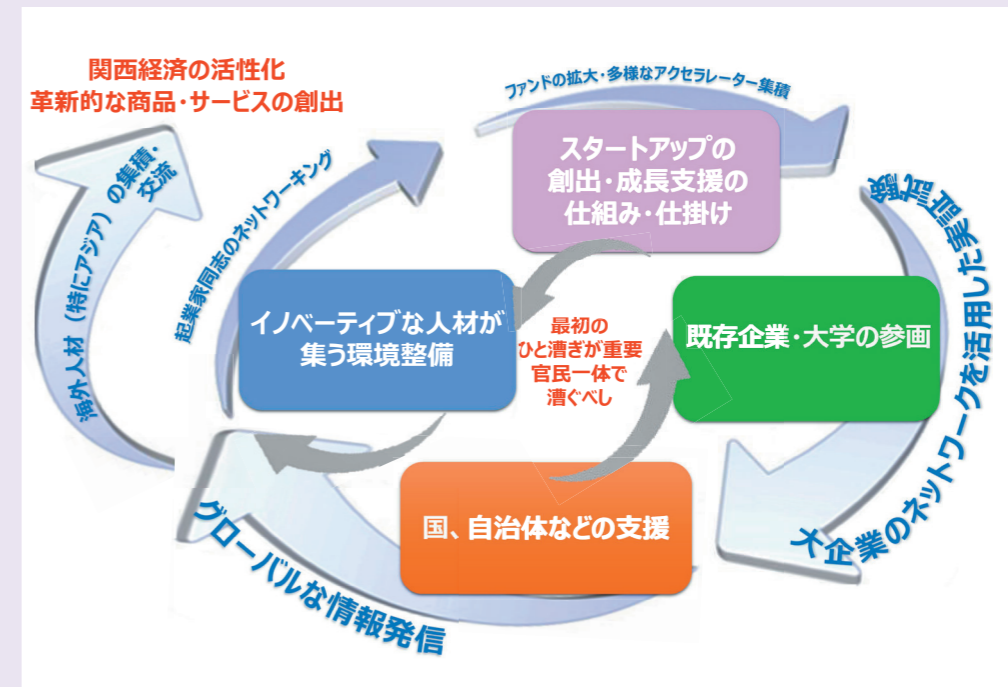 関西経済の活性化
革新的な商品・サービスの創出
ファンドの拡大・多様なアクセラレーター集積
スタートアップの
創出・成長支援の
仕組み・仕掛け
海外人材（特にアジア）の集積・
交流
起業家同志のネットワーキング
大企業のネットワークを活用した実証試験
イノベーティブな人材が
集う環境整備
最初の
ひと漕ぎが重要
官民一体で
漕ぐべし
既存企業・大学の参画
国、自治体などの支援
グローバルな情報発信